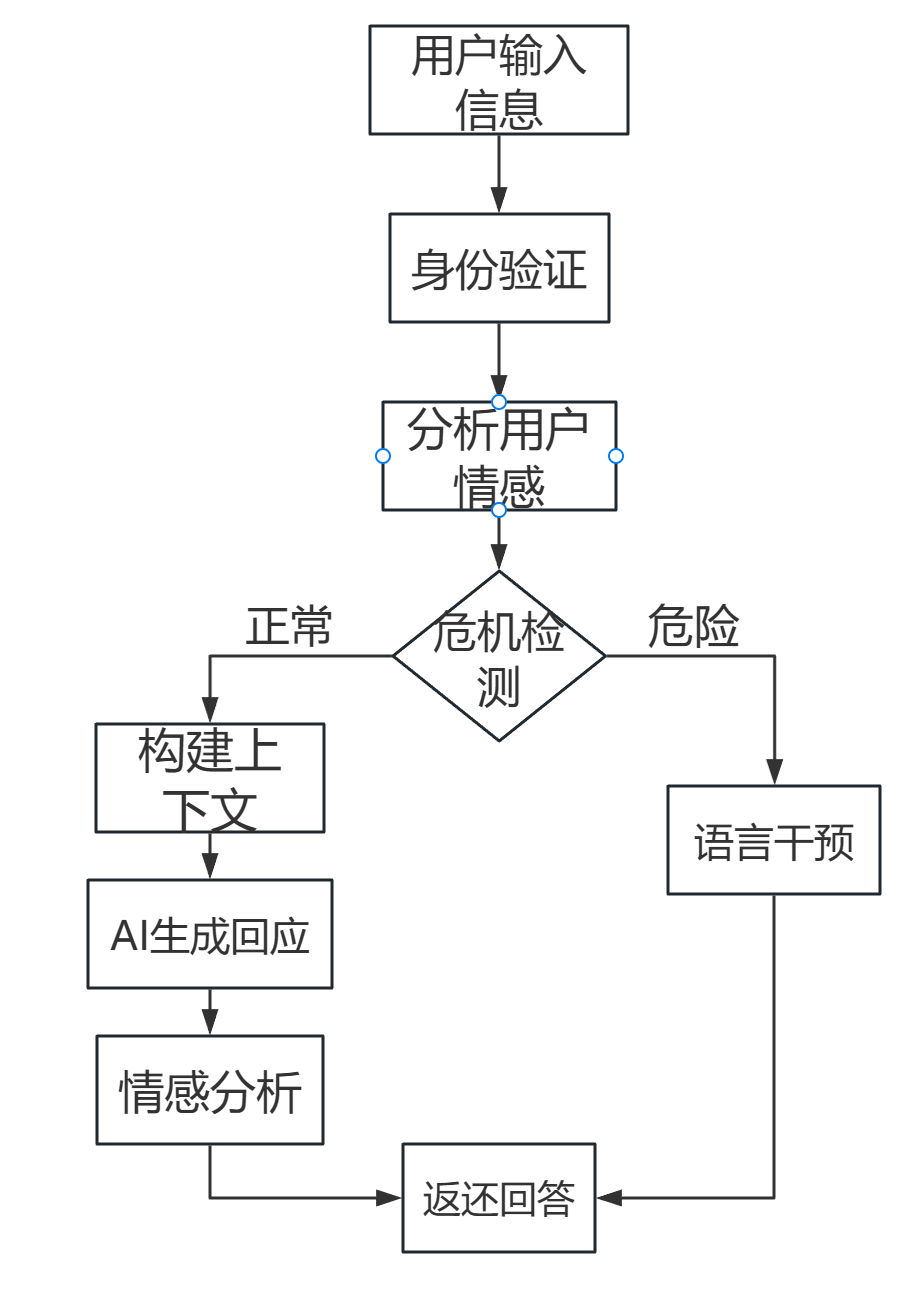 用户输入
信息
身份验证
分析用户
情感
危机检
测
正常
危险
构建上
下文
语言干预
AI生成回应
情感分析
返还回答